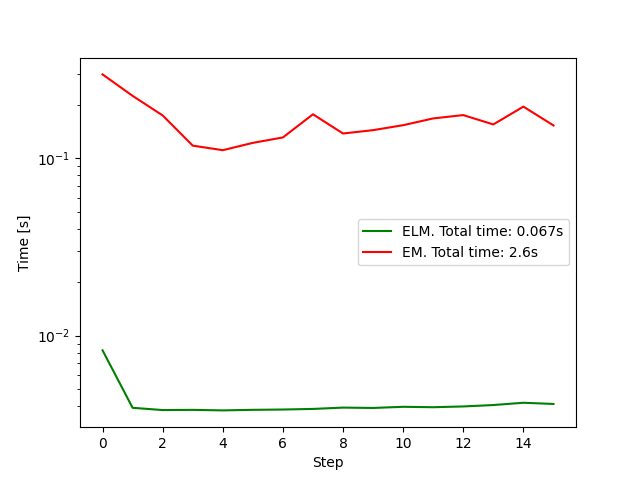 10⁻¹
10⁻²
Time [s]
ELM. Total time: 0.067s
EM. Total time: 2.6s
0 2 4 6 8 10 12 14
Step